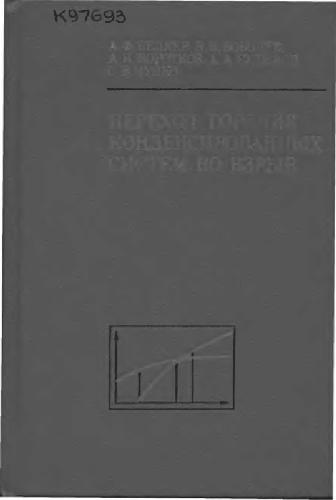 К97693
А. Ф. БЕЛЯЕВ, В. К. БОБОЛЕВ,
А. И. КОРОТКОВ, А. А. СУЛИМОВ,
С. В. ЧУЙКО
ПЕРЕХОД ГОРЕНИЯ
КОНДЕНСИРОВАННЫХ
СИСТЕМ ВО ВЗРЫВ